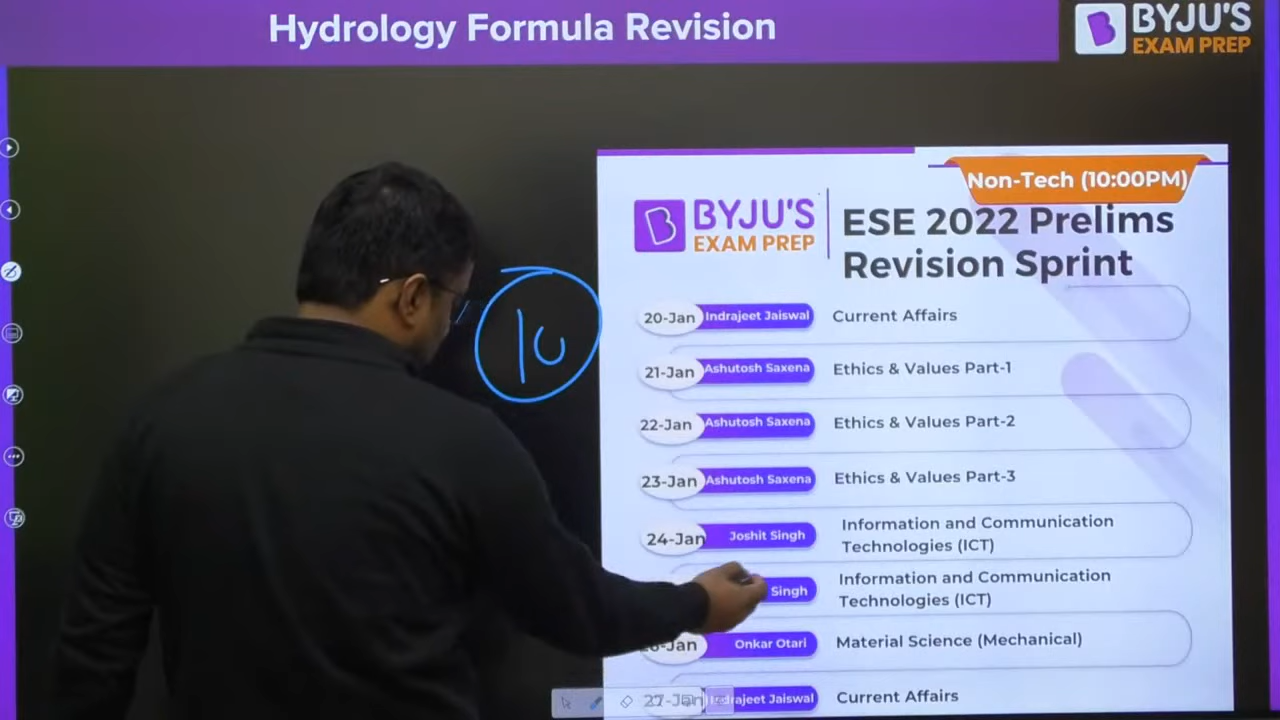 Hydrology Formula Revision
BYJU'S
EXAM PREP
Non-Tech (10:00PM)
BYJU'S
EXAM PREP
ESE 2022 Prelims
Revision Sprint
20-Jan Indrajeet Jaiswal Current Affairs
21-Jan Ashutosh Saxena Ethics & Values Part-1
22-Jan Ashutosh Saxena Ethics & Values Part-2
23-Jan Ashutosh Saxena Ethics & Values Part-3
24-Jan Joshit Singh Information and Communication
Technologies (ICT)
Singh Information and Communication
Technologies (ICT)
-Jan Onkar Otari Material Science (Mechanical)
27-Jan Indrajeet Jaiswal Current Affairs
10